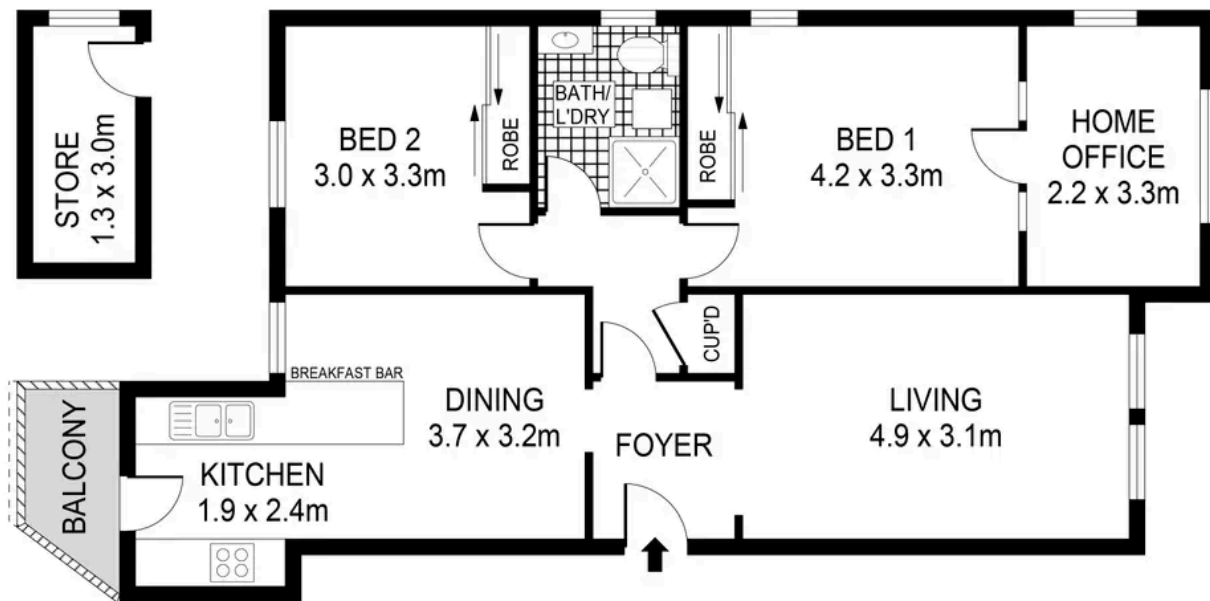 STORE
1.3 x 3.0m
BED 2
3.0 x 3.3m
ROBE
BATH/
L'DRY
ROBE
BED 1
4.2 x 3.3m
HOME
OFFICE
2.2 x 3.3m
BREAKFAST BAR
DINING
3.7 x 3.2m
CUP'D
LIVING
4.9 x 3.1m
FOYER
BALCONY
KITCHEN
1.9 x 2.4m